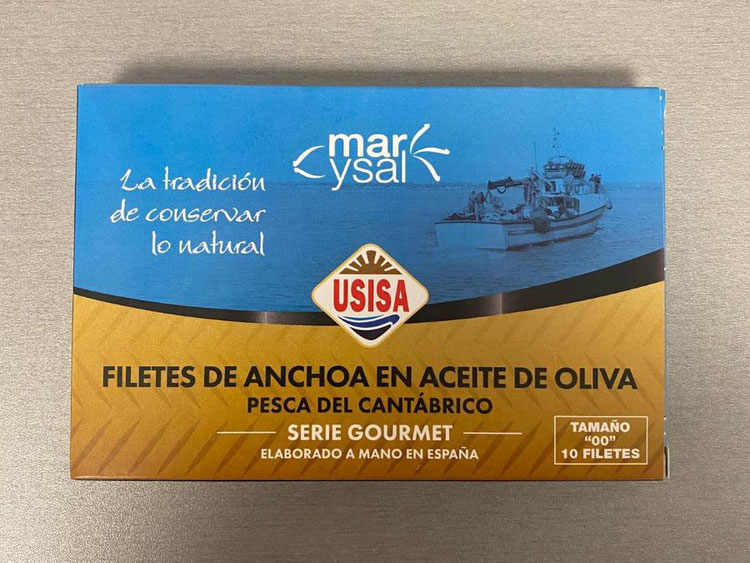 mar
ysal
La tradición
de conservar
lo natural
USISA
FILETES DE ANCHOA EN ACEITE DE OLIVA
PESCA DEL CANTÁBRICO
SERIE GOURMET
ELABORADO A MANO EN ESPAÑA
TAMAÑO
"00"
10 FILETES